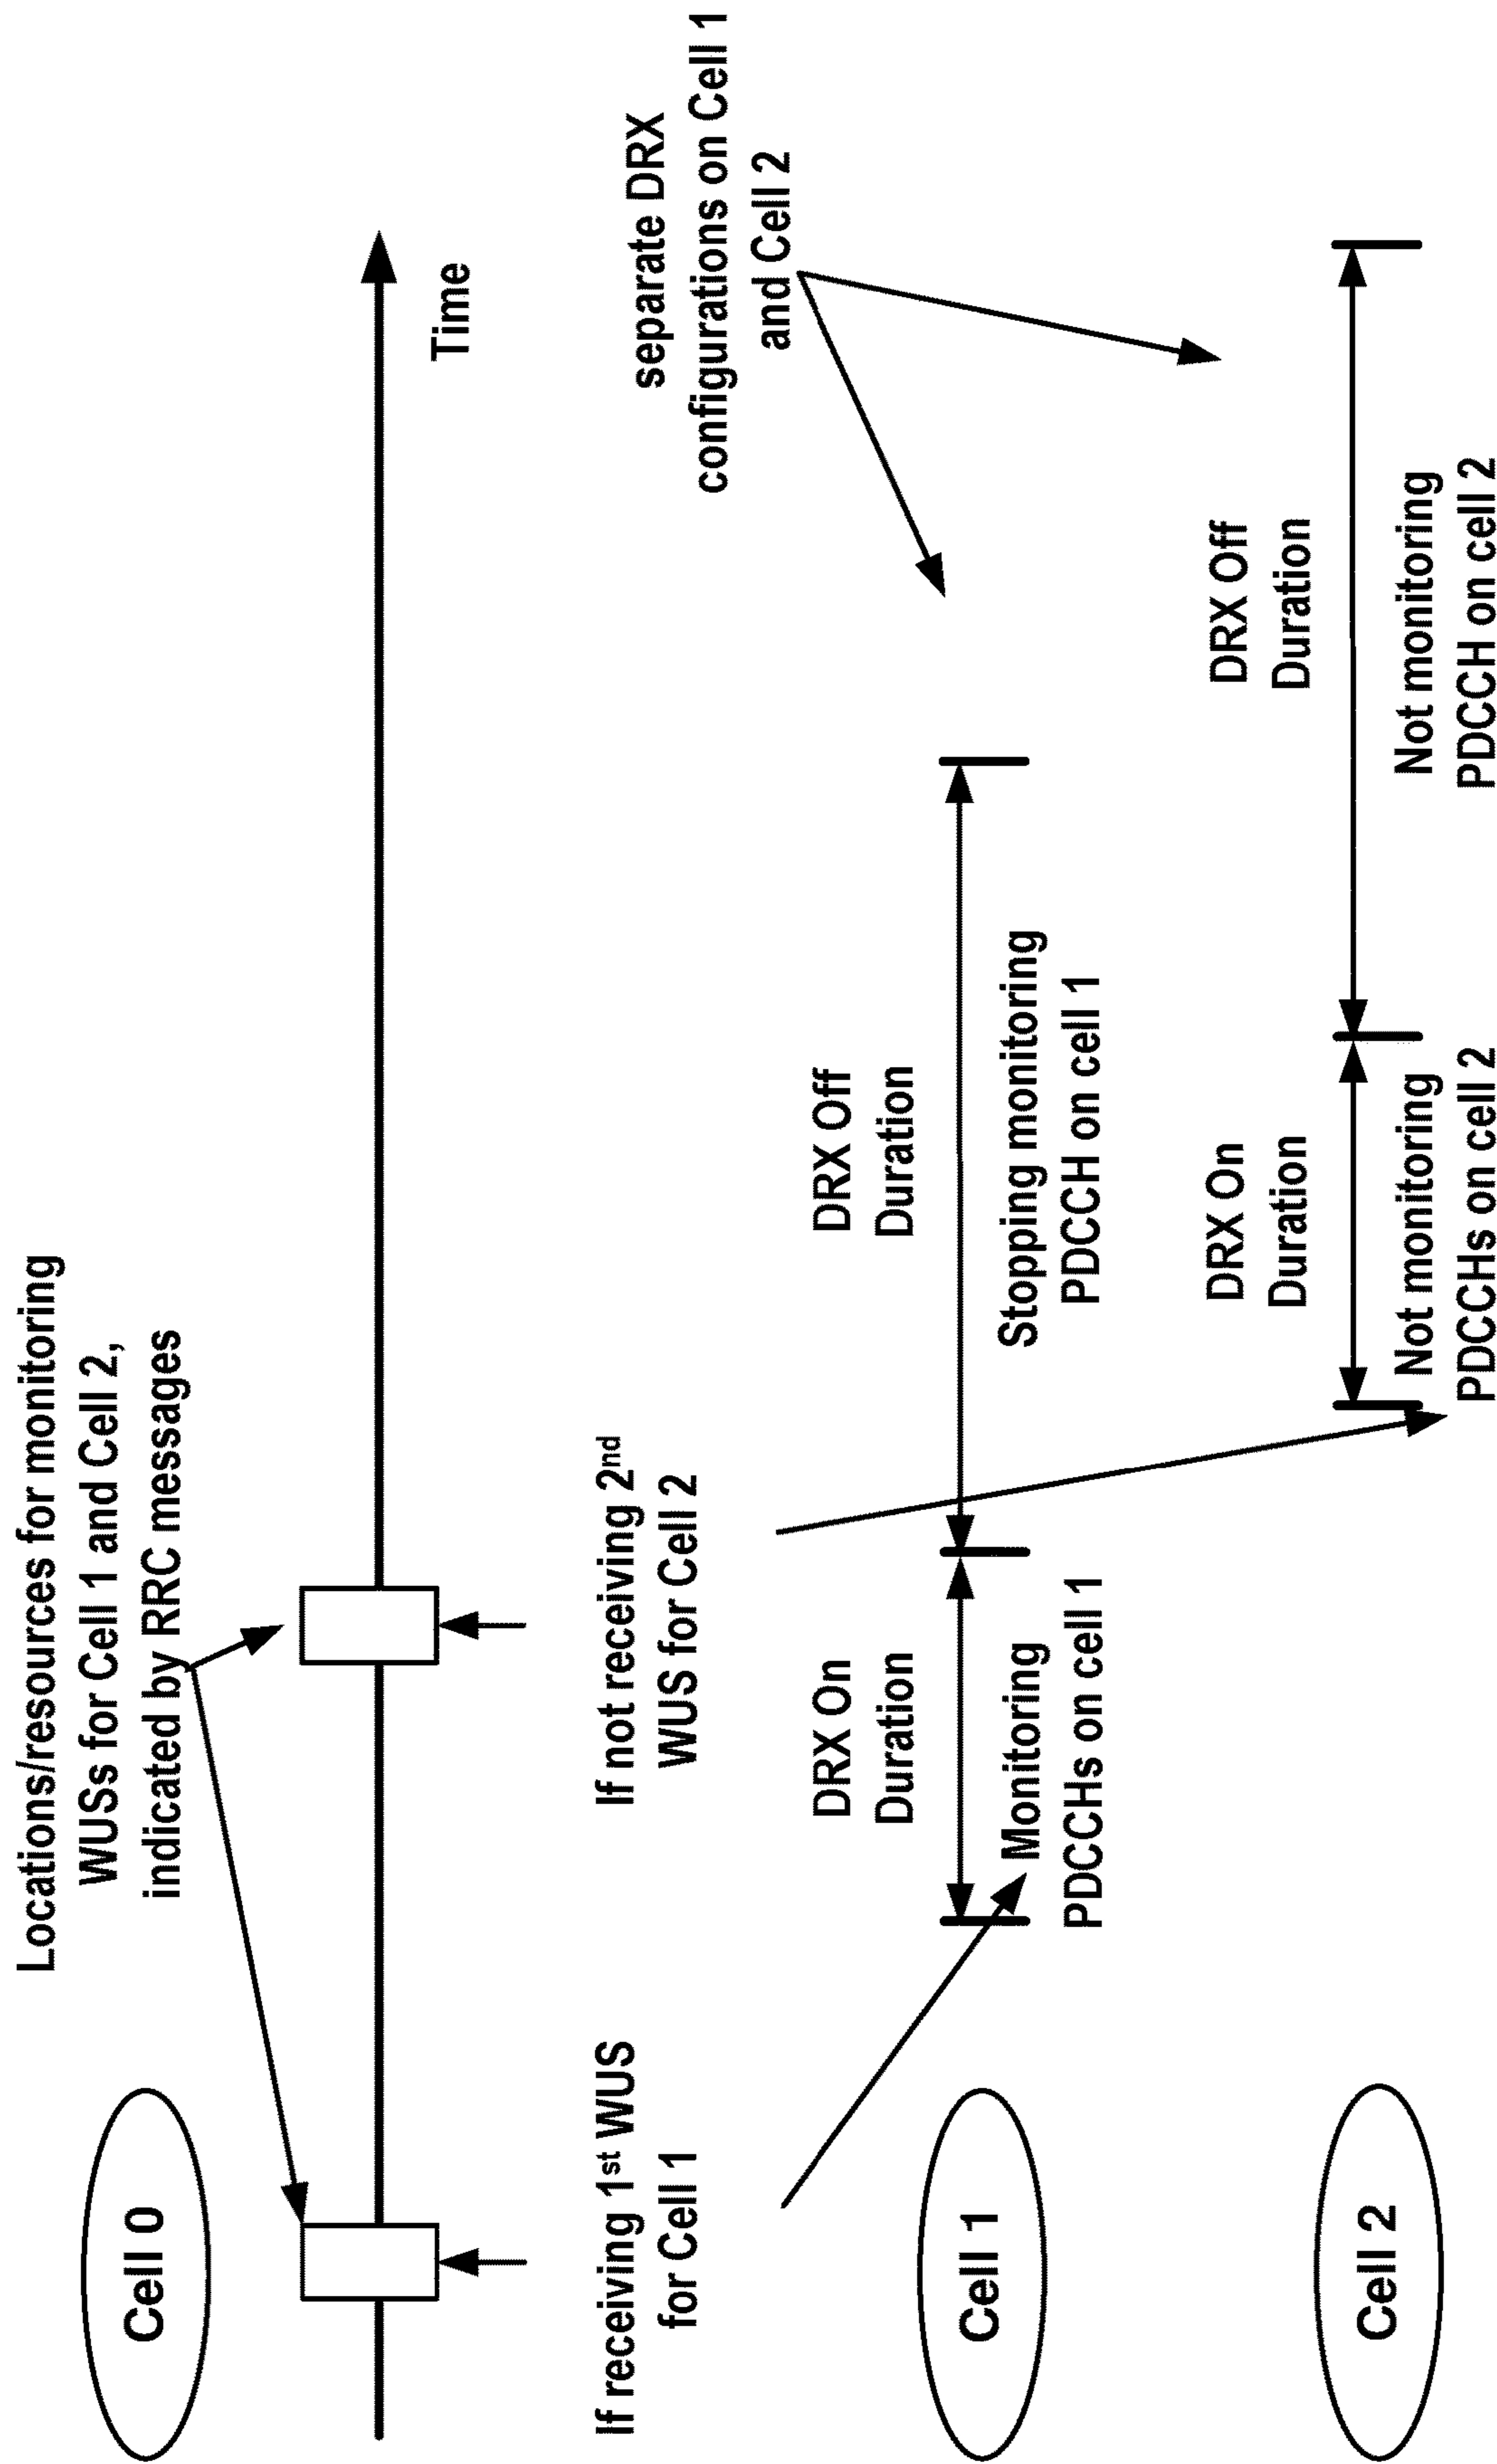 Locations/resources for monitoring
WUSs for Cell 1 and Cell 2,
indicated by RRC messages
Cell 0
Time
If receiving 1st WUS
for Cell 1
If not receiving 2nd
WUS for Cell 2
separate DRX
configurations on Cell 1
and Cell 2
Cell 1
DRX On
Duration
Monitoring
PDCCHs on cell 1
DRX Off
Duration
Stopping monitoring
PDCCH on cell 1
Cell 2
DRX On
Duration
Not monitoring
PDCCHs on cell 2
DRX Off
Duration
Not monitoring
PDCCH on cell 2